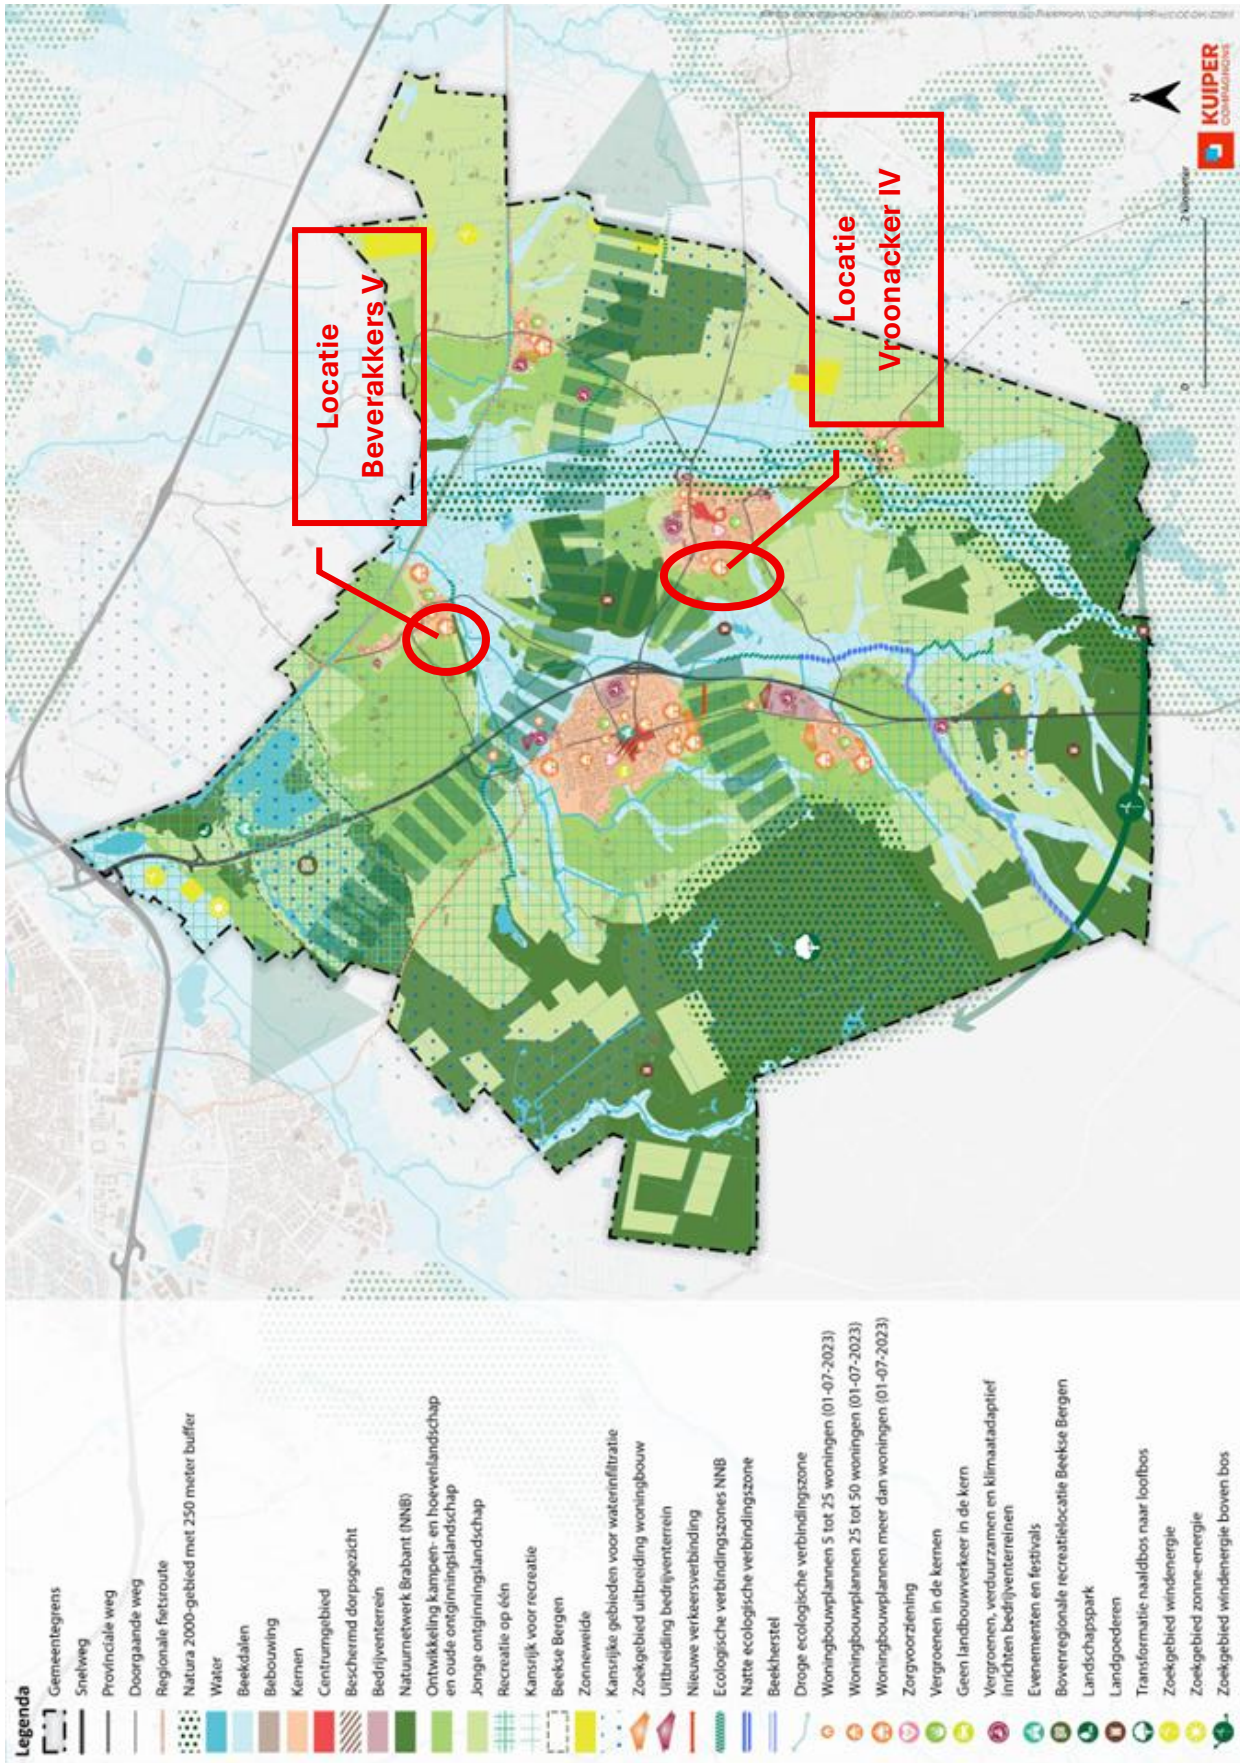 Locatie
Beverakkers V
Locatie
Vroonacker IV
N
KUIPER
COMPAGNONS
0
1
2 kilometer
Legenda
Gemeentegrens
Snelweg
Provinciale weg
Doorgaande weg
Regionale fietsroute
Natura 2000-gebied met 250 meter buffer
Water
Beekdalen
Bebouwing
Kernen
Centrumgebied
Beschermd dorpsgezicht
Bedrijventerrein
Natuurnetwerk Brabant (NNB)
Ontwikkeling kampen- en hoevenlandschap
en oude ontginningslandschap
Jonge ontginningslandschap
Recreatie op één
Kansrijk voor recreatie
Beekse Bergen
Zonneweide
Kansrijke gebieden voor waterinfiltratie
Zoekgebied uitbreiding woningbouw
Uitbreiding bedrijventerrein
Nieuwe verkeersverbinding
Ecologische verbindingszones NNB
Natte ecologische verbindingszone
Beekherstel
Droge ecologische verbindingszone
Woningbouwplannen 5 tot 25 woningen (01-07-2023)
Woningbouwplannen 25 tot 50 woningen (01-07-2023)
Woningbouwplannen meer dan woningen (01-07-2023)
Zorgvoorziening
Vergroenen in de kernen
Geen landbouwverkeer in de kern
Vergroenen, verduurzamen en klimaatadaptief
inrichten bedrijventerreinen
Evenementen en festivals
Bovenregionale recreatielocatie Beekse Bergen
Landschapspark
Landgoederen
Transformatie naaldbos naar loofbos
Zoekgebied windenergie
Zoekgebied zonne-energie
Zoekgebied windenergie boven bos